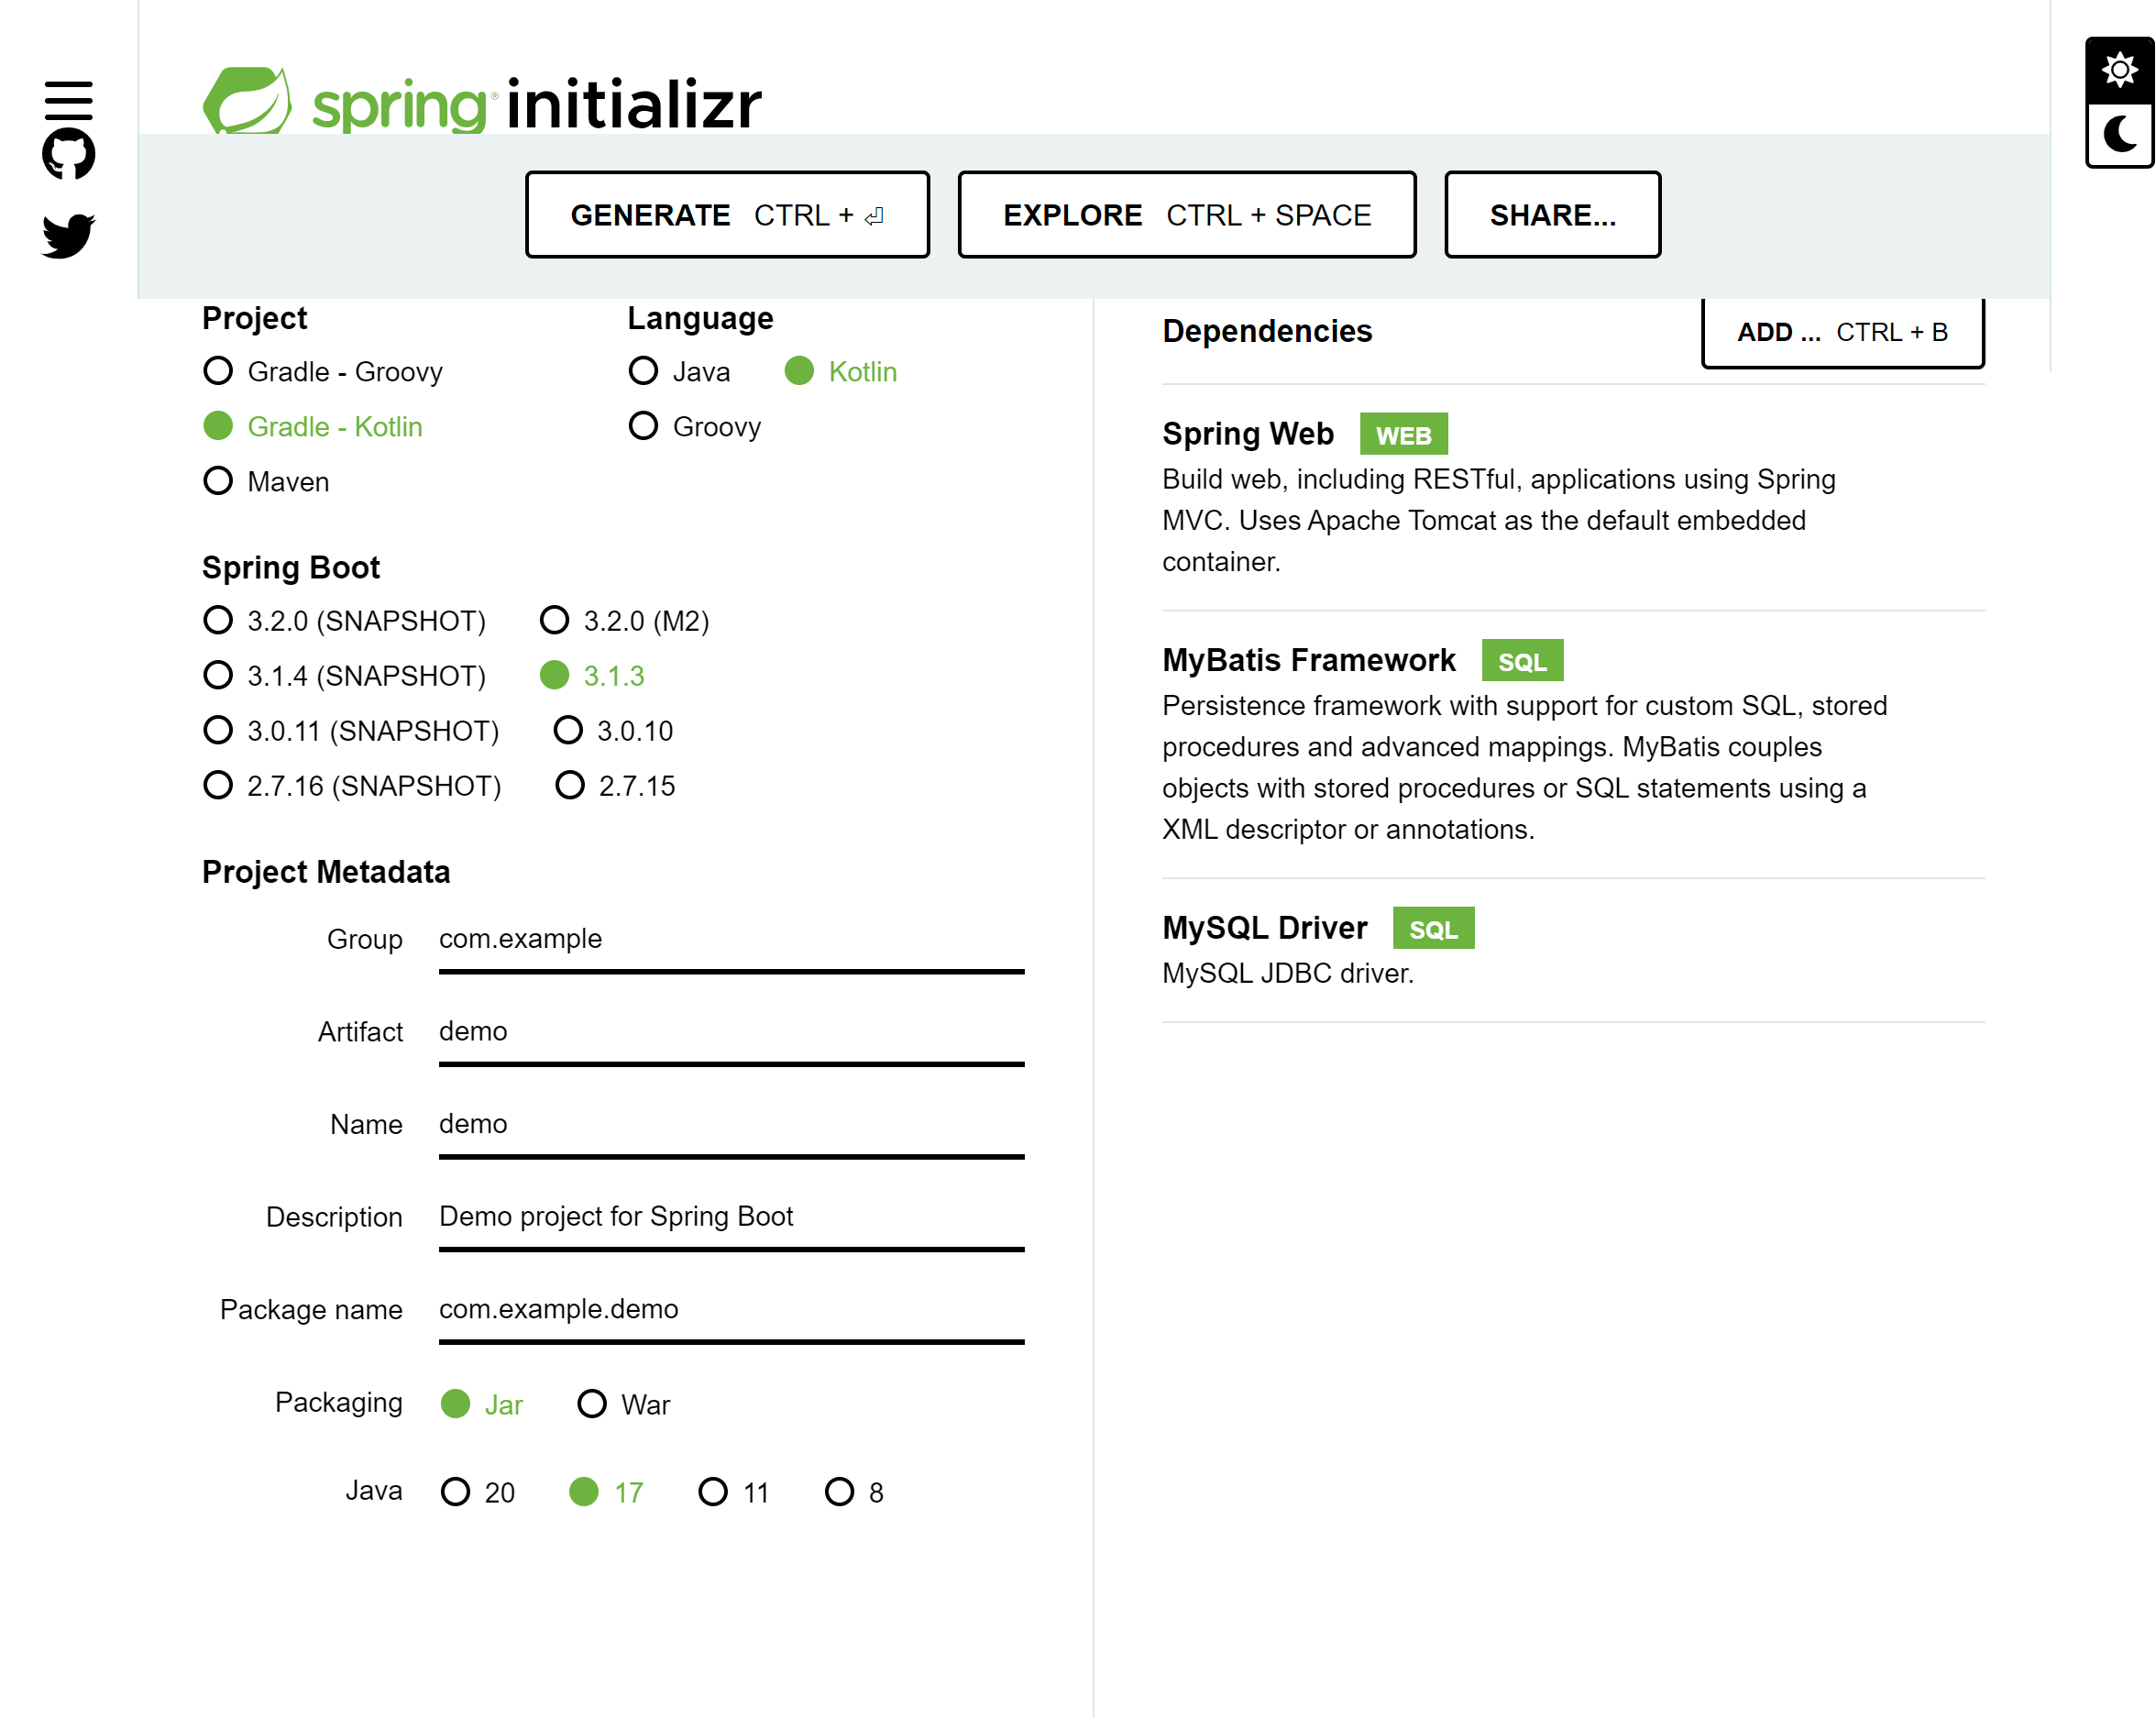 spring® initializr
GENERATE CTRL + ⏎
EXPLORE CTRL + SPACE
SHARE...
Project
Gradle - Groovy
Gradle - Kotlin
Maven
Language
Java Kotlin
Groovy
Spring Boot
3.2.0 (SNAPSHOT) 3.2.0 (M2)
3.1.4 (SNAPSHOT) 3.1.3
3.0.11 (SNAPSHOT) 3.0.10
2.7.16 (SNAPSHOT) 2.7.15
Project Metadata
Group com.example
Artifact demo
Name demo
Description Demo project for Spring Boot
Package name com.example.demo
Packaging Jar War
Java 20 17 11 8
Dependencies
ADD ... CTRL + B
Spring Web WEB
Build web, including RESTful, applications using Spring
MVC. Uses Apache Tomcat as the default embedded
container.
MyBatis Framework SQL
Persistence framework with support for custom SQL, stored
procedures and advanced mappings. MyBatis couples
objects with stored procedures or SQL statements using a
XML descriptor or annotations.
MySQL Driver SQL
MySQL JDBC driver.